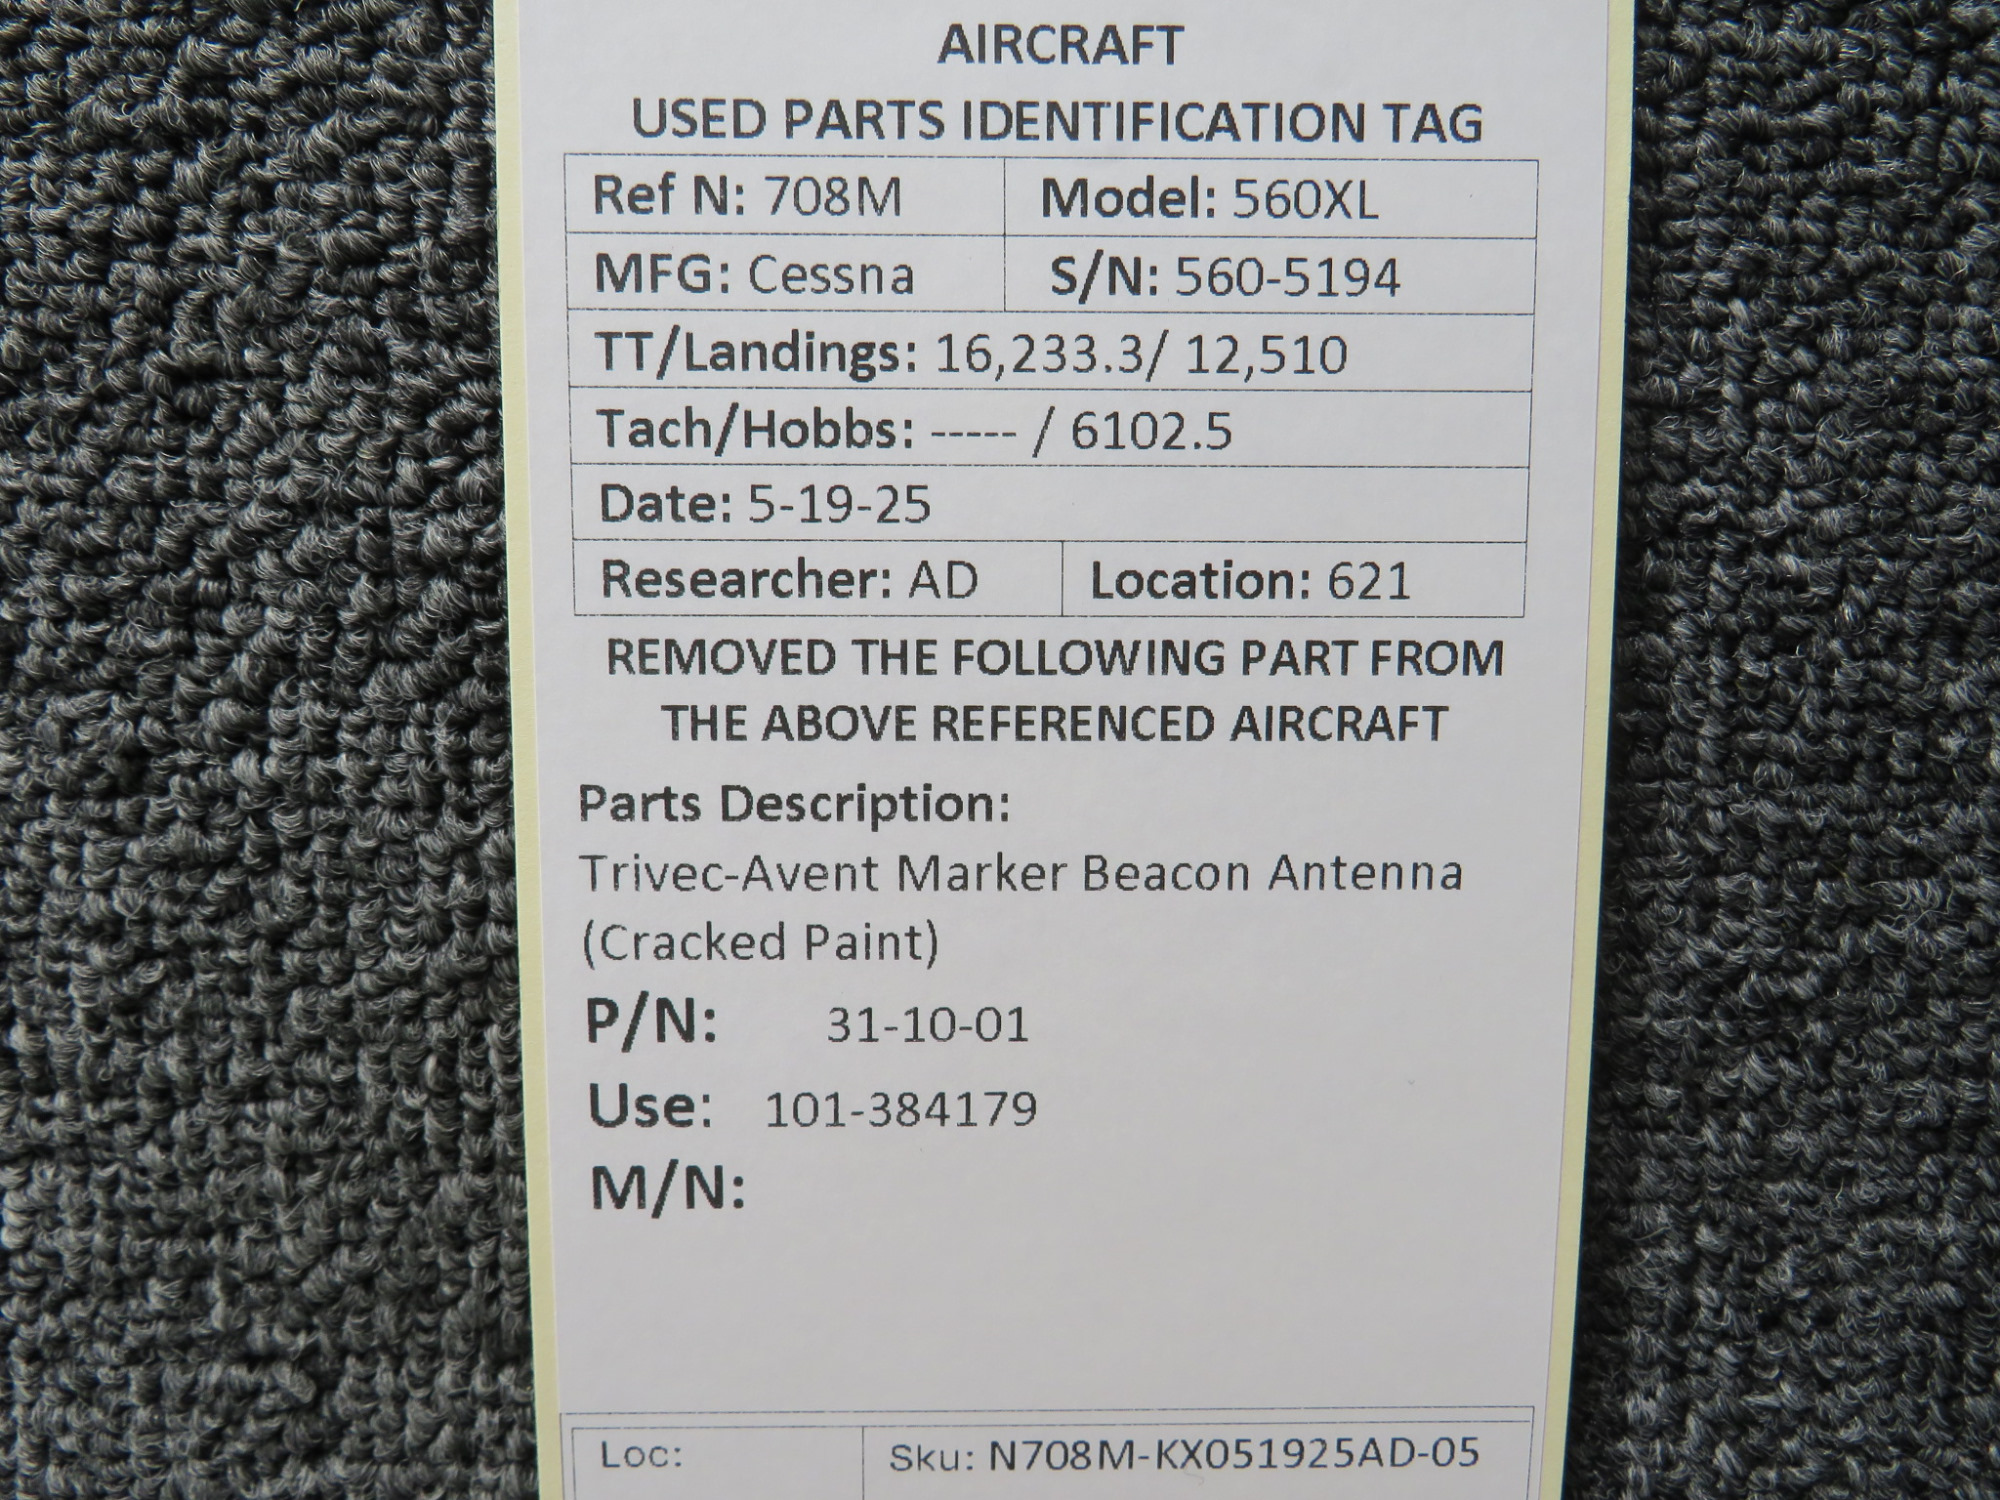 AIRCRAFT
USED PARTS IDENTIFICATION TAG
Ref N: 708M Model: 560XL
MFG: Cessna S/N: 560-5194
TT/Landings: 16,233.3/ 12,510
Tach/Hobbs: ----- / 6102.5
Date: 5-19-25
Researcher: AD Location: 621
REMOVED THE FOLLOWING PART FROM
THE ABOVE REFERENCED AIRCRAFT
Parts Description:
Trivec-Avent Marker Beacon Antenna
(Cracked Paint)
P/N: 31-10-01
Use: 101-384179
M/N:
Loc: Sku: N708M-KX051925AD-05